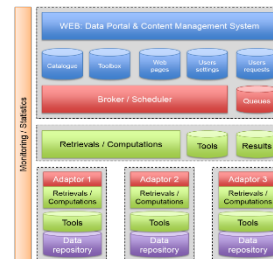 Monitoring / Statistics
WEB: Data Portal & Content Management System
Catalogue
Toolbox
Web
pages
Users
settings
Users
requests
Broker / Scheduler
Queues
Retrievals / Computations
Tools
Results
Adaptor 1
Retrievals /
Computations
Tools
Data
repository
Adaptor 2
Retrievals /
Computations
Tools
Data
repository
Adaptor 3
Retrievals /
Computations
Tools
Data
repository